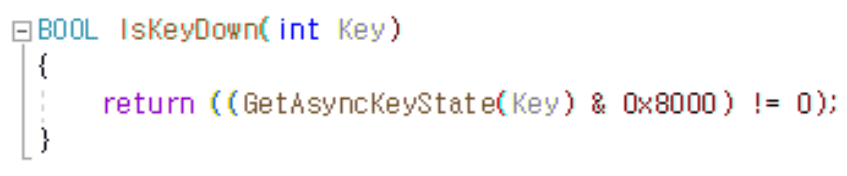 BOOL IsKeyDown(int Key)
{
return ((GetAsyncKeyState(Key) & 0x8000) != 0);
}